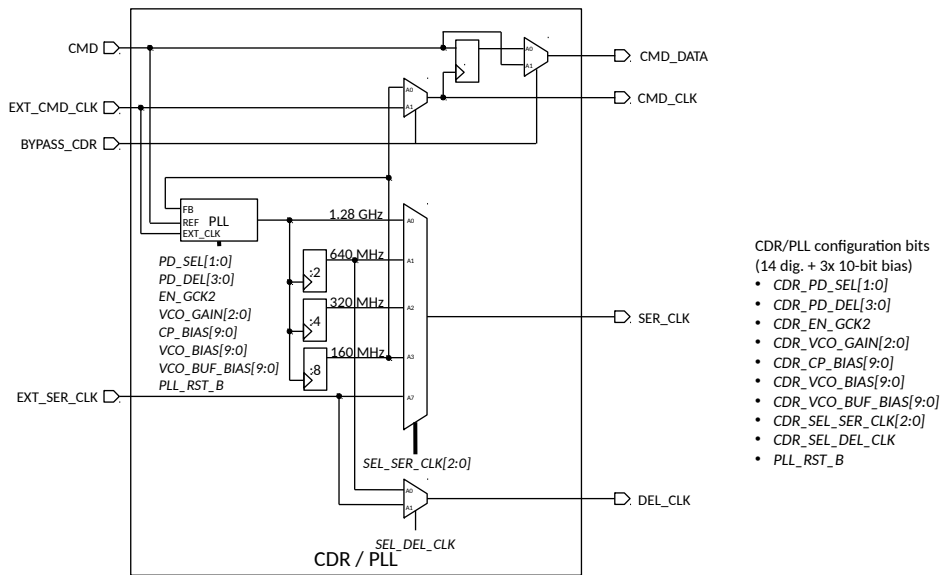 CMD
A0
A1
CMD_DATA
A0
A1
EXT_CMD_CLK
CMD_CLK
BYPASS_CDR
FB
REF
EXT_CLK
PLL
1.28 GHz
A0
:2
640 MHz
A1
:4
320 MHz
A2
:8
160 MHz
A3
A7
SER_CLK
PD_SEL[1:0]
PD_DEL[3:0]
EN_GCK2
VCO_GAIN[2:0]
CP_BIAS[9:0]
VCO_BIAS[9:0]
VCO_BUF_BIAS[9:0]
PLL_RST_B
EXT_SER_CLK
SEL_SER_CLK[2:0]
A0
A1
DEL_CLK
SEL_DEL_CLK
CDR / PLL
CDR/PLL configuration bits
(14 dig. + 3x 10-bit bias)
• CDR_PD_SEL[1:0]
• CDR_PD_DEL[3:0]
• CDR_EN_GCK2
• CDR_VCO_GAIN[2:0]
• CDR_CP_BIAS[9:0]
• CDR_VCO_BIAS[9:0]
• CDR_VCO_BUF_BIAS[9:0]
• CDR_SEL_SER_CLK[2:0]
• CDR_SEL_DEL_CLK
• PLL_RST_B